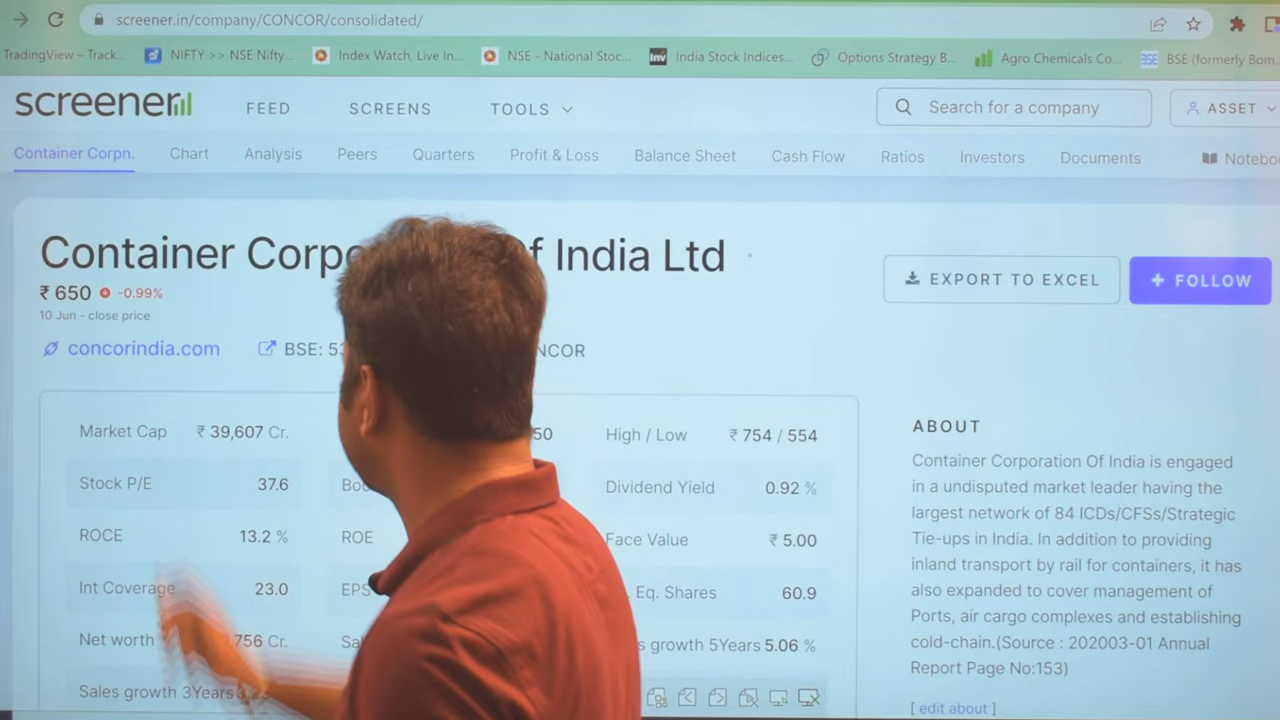 screener.in/company/CONCOR/consolidated/
TradingView – Track... NIFTY >> NSE Nifty... Index Watch, Live In... NSE - National Stoc... Inv India Stock Indices... Options Strategy B... Agro Chemicals Co... BSE BSE (formerly Bom...
screener FEED SCREENS TOOLS Search for a company ASSET
Container Corpn. Chart Analysis Peers Quarters Profit & Loss Balance Sheet Cash Flow Ratios Investors Documents Notebo
Container Corpo f India Ltd
EXPORT TO EXCEL + FOLLOW
₹ 650 -0.99%
10 Jun - close price
concorindia.com BSE: 53 NCOR
Market Cap ₹ 39,607 Cr. 50 High / Low ₹ 754 / 554
Stock P/E 37.6 Boo Dividend Yield 0.92 %
ROCE 13.2 % ROE Face Value ₹ 5.00
Int Coverage 23.0 EPS . Eq. Shares 60.9
Net worth 756 Cr. Sal s growth 5Years 5.06 %
Sales growth 3Years
ABOUT
Container Corporation Of India is engaged
in a undisputed market leader having the
largest network of 84 ICDs/CFSs/Strategic
Tie-ups in India. In addition to providing
inland transport by rail for containers, it has
also expanded to cover management of
Ports, air cargo complexes and establishing
cold-chain.(Source : 202003-01 Annual
Report Page No:153)
[ edit about ]